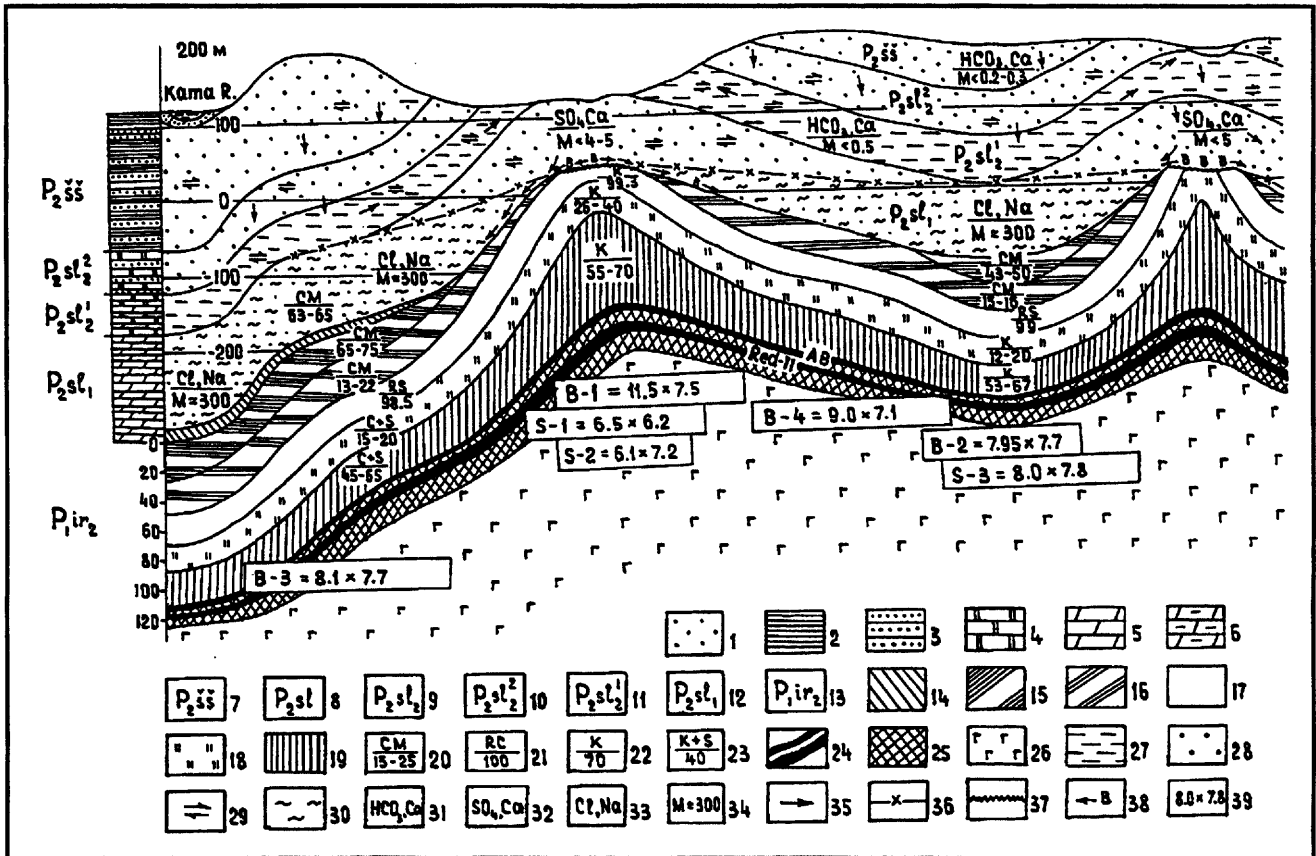 200 м
Kama R.
100
0
100
200
0
20
40
60
80
100
120
P₂šš
P₂sl₂²
P₂sl₂¹
P₂sl₁
P₁ir₂
P₂šš
HCO₃,Ca
M<0.2-0.3
P₂sl₂²
SO₄Ca
M<4-5
HCO₃,Ca
M<0.5
P₂sl₂¹
SO₄,Ca
M<5
B B
B B B
K
99.3
K
26-40
K
55-70
P₂sl₁
Cl,Na
M=300
Cl,Na
M=300
CM
53-65
CM
65-75
CM
13-22
RS
98.5
Cl,Na
M=300
C+S
15-20
C+S
45-65
CM
43-50
CM
15-16
RS
99
K
12-20
K
53-67
Red-II
AB
B-1 = 11.5 × 7.5
S-1 = 6.5 × 6.2
S-2 = 6.1 × 7.2
B-4 = 9.0 × 7.1
B-2 = 7.95 × 7.7
S-3 = 8.0 × 7.8
B-3 = 8.1 × 7.7
1 2 3 4 5 6
P₂šš 7 P₂sl 8 P₂sl₂ 9 P₂sl₂² 10 P₂sl₂¹ 11 P₂sl₁ 12 P₁ir₂ 13 14 15 16 17
18 19 CM 15-25 20 RC 100 21 K 70 22 K+S 40 23 24 25 26 27 28
29 30 HCO₃,Ca 31 SO₄,Ca 32 Cl,Na 33 M=300 34 35 x 36 37 B 38 8.0×7.8 39